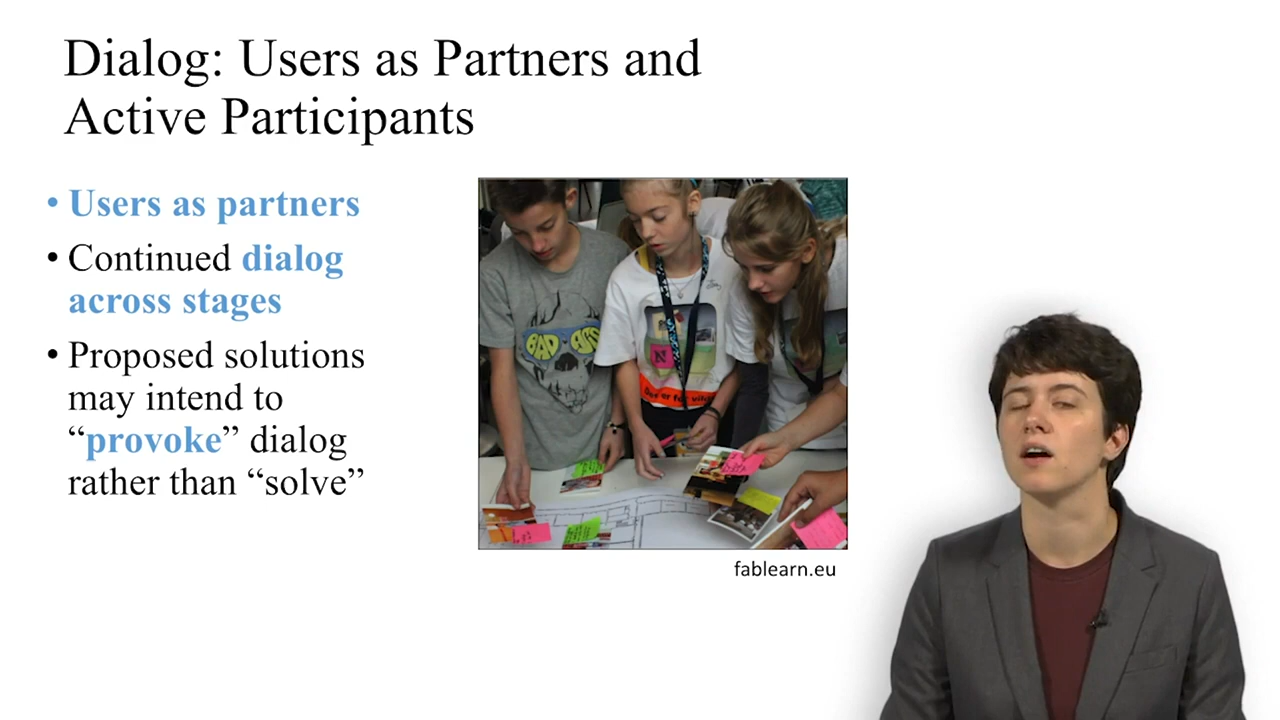 Dialog: Users as Partners and
Active Participants
• Users as partners
• Continued dialog
across stages
• Proposed solutions
may intend to
“provoke” dialog
rather than “solve”
BAD ASS
N
fablearn.eu